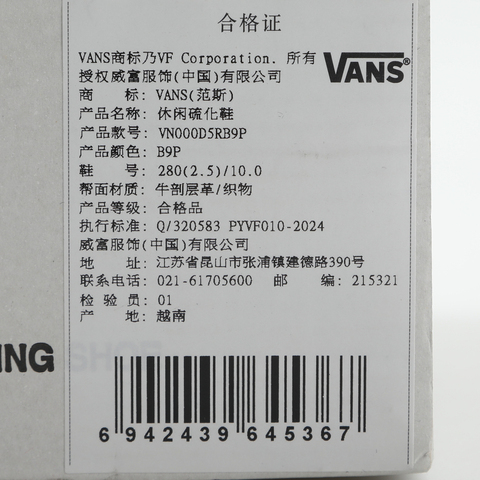 合格证
VANS商标乃VF Corporation. 所有
VANS®
授权威富服饰(中国)有限公司
商 标: VANS(范斯)
产品名称: 休闲硫化鞋
产品款号: VN000D5RB9P
产品颜色: B9P
鞋 号: 280(2.5)/10.0
帮面材质: 牛剖层革/织物
产品等级: 合格品
执行标准: Q/320583 PYVF010-2024
威富服饰(中国)有限公司
地 址: 江苏省昆山市张浦镇建德路390号
联系电话: 021-61705600 邮 编: 215321
检 验 员: 01
产 地: 越南
ING SHOE
6 942439 645367